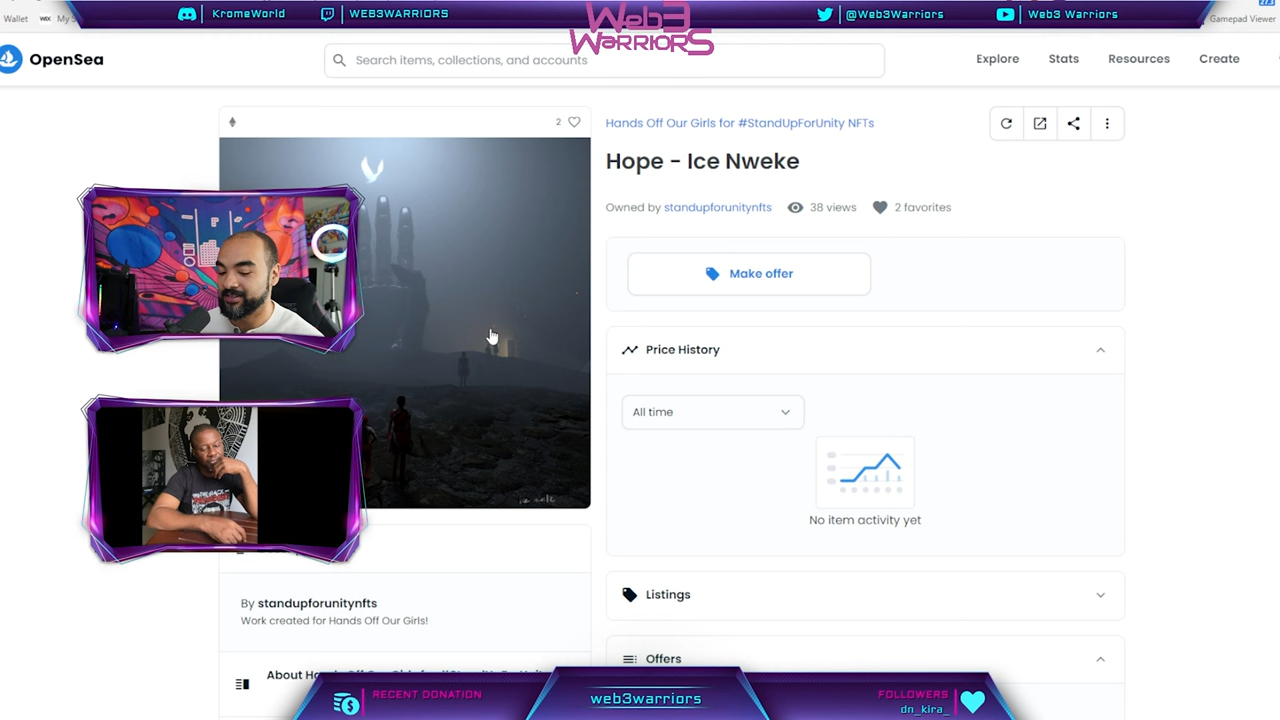 Wallet
My S
KromeWorld
WEB3WARRIORS
Web3 Warriors
@Web3Warriors
Web3 Warriors
Gamepad Viewer
OpenSea
Search items, collections, and accounts
Explore
Stats
Resources
Create
2
Hands Off Our Girls for #StandUpForUnity NFTs
Hope - Ice Nweke
Owned by standupforunitynfts
38 views
2 favorites
Make offer
Price History
All time
No item activity yet
Listings
Offers
By standupforunitynfts
Work created for Hands Off Our Girls!
RECENT DONATION
web3warriors
FOLLOWERS
dn_kira_